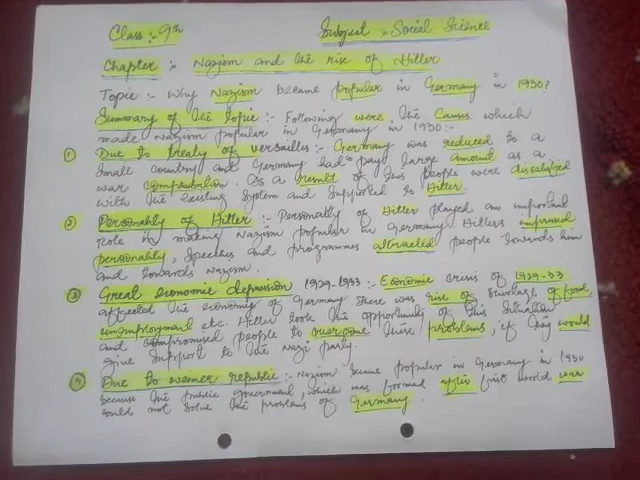 Class :- 9th Subject :- Social Science
Chapter :- Nazism and the rise of Hitler
Topic :- Why Nazism became popular in Germany in 1930?
Summary of the topic :- Following were the causes which
made Nazism popular in Germany in 1930:-
① Due to treaty of versailles :- Germany was reduced to a
small country and Germany had to pay large amount as a
war compensation. As a result of this people were dissatisfied
with the existing system and supported to Hitler.
② Personality of Hitler :- Personality of Hitler played an important
role in making Nazism popular in Germany. Hitlers
personality, speeches and programmes attracted people towards him
and towards Nazism.
③ Great economic depression 1929-1933 :- Economic crisis of 1929-33
affected the economy of Germany. There was rise of shortage of food,
unemployment etc. Hitler took the opportunity of this situation
and people to overcome these problems, if they would
give support to the Nazi party.
④ Due to republic :- Nazism became popular in Germany in 1930
because the public government, which was formed after first world war
could not solve the problems of Germany.